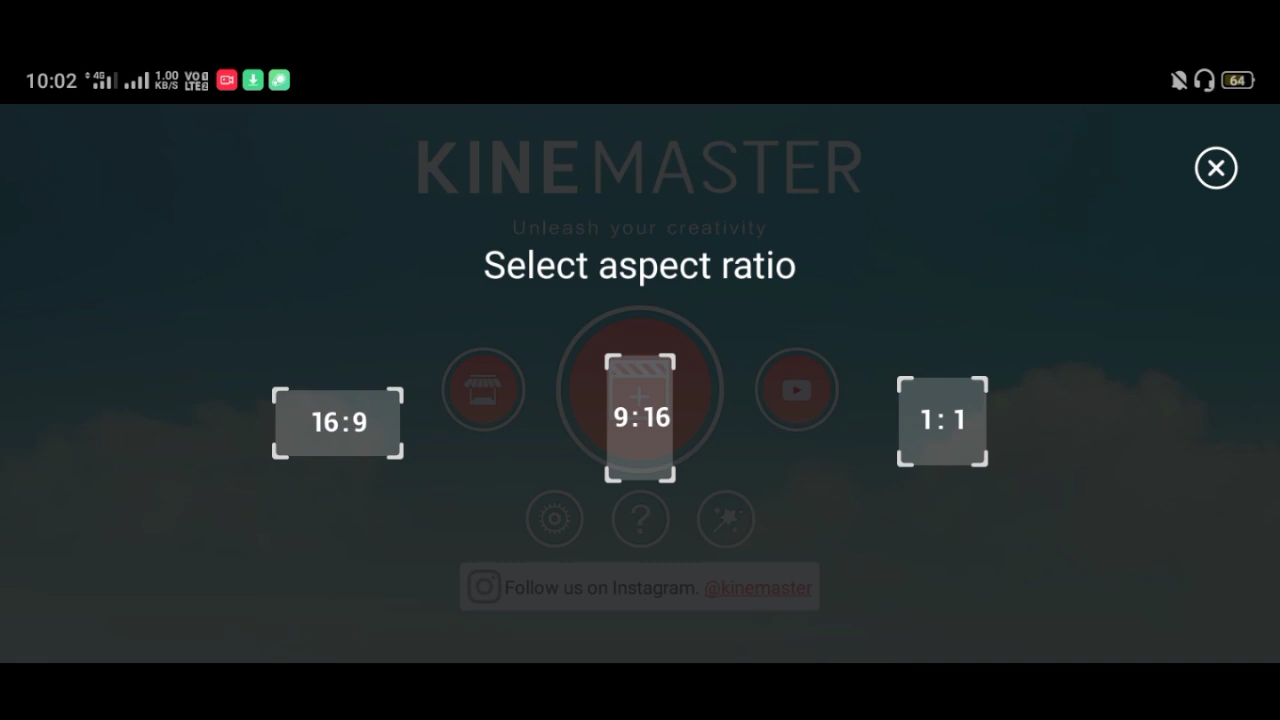 10:02 4G 1.00 KB/S VO LTE 64
KINEMASTER
Unleash your creativity
Select aspect ratio
16:9
9:16
1:1
?
Follow us on Instagram. @kinemaster